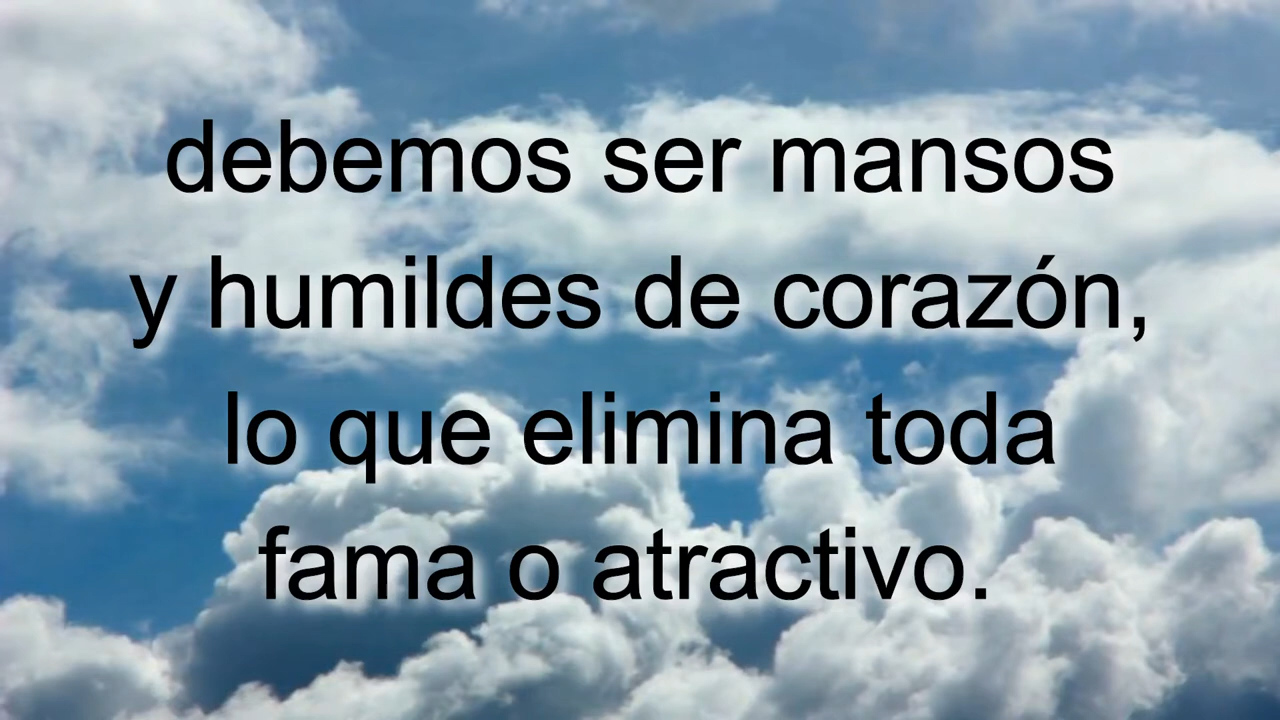 debemos ser mansos
y humildes de corazón,
lo que elimina toda
fama o atractivo.